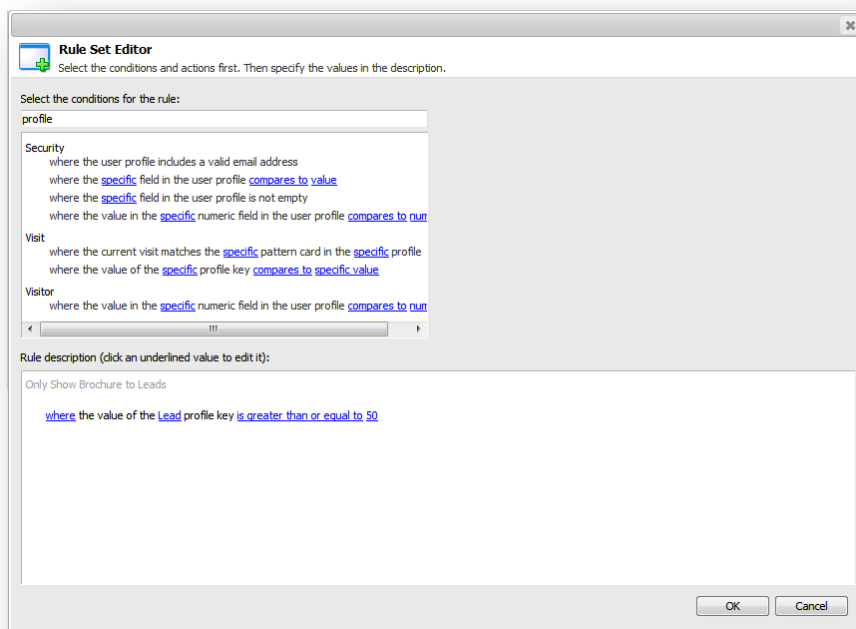 Rule Set Editor
Select the conditions and actions first. Then specify the values in the description.
Select the conditions for the rule:
profile
Security
where the user profile includes a valid email address
where the specific field in the user profile compares to value
where the specific field in the user profile is not empty
where the value in the specific numeric field in the user profile compares to num
Visit
where the current visit matches the specific pattern card in the specific profile
where the value of the specific profile key compares to specific value
Visitor
where the value in the specific numeric field in the user profile compares to num
Rule description (click an underlined value to edit it):
Only Show Brochure to Leads
where the value of the Lead profile key is greater than or equal to 50
OK
Cancel